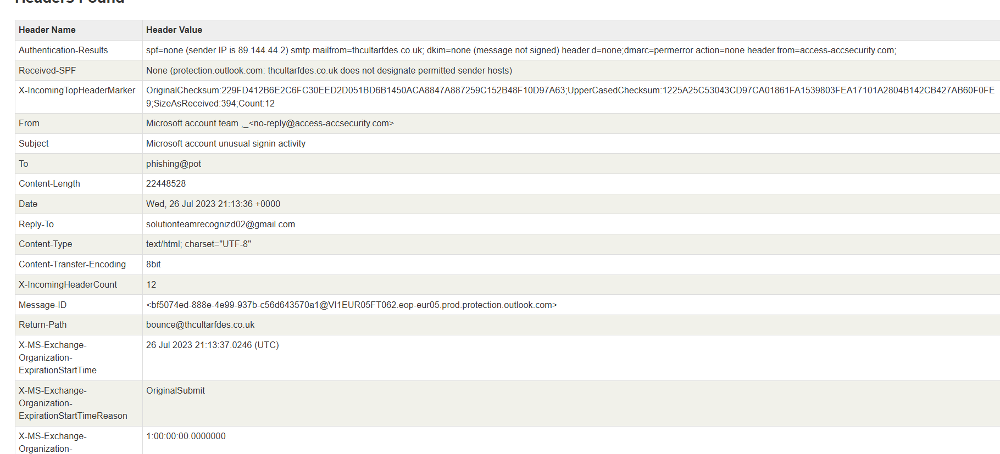 Headers Found
Header Name Header Value
Authentication-Results spf=none (sender IP is 89.144.44.2) smtp.mailfrom=thcultarfdes.co.uk; dkim=none (message not signed) header.d=none;dmarc=permerror action=none header.from=access-accsecurity.com;
Received-SPF None (protection.outlook.com: thcultarfdes.co.uk does not designate permitted sender hosts)
X-IncomingTopHeaderMarker OriginalChecksum:229FD412B6E2C6FC30EED2D051BD6B1450ACA8847A887259C152B48F10D97A63;UpperCasedChecksum:1225A25C53043CD97CA01861FA1539803FEA17101A2804B142CB427AB60F0FE
9;SizeAsReceived:394;Count:12
From Microsoft account team ,_<no-reply@access-accsecurity.com>
Subject Microsoft account unusual signin activity
To phishing@pot
Content-Length 22448528
Date Wed, 26 Jul 2023 21:13:36 +0000
Reply-To solutionteamrecognizd02@gmail.com
Content-Type text/html; charset="UTF-8"
Content-Transfer-Encoding 8bit
X-IncomingHeaderCount 12
Message-ID <bf5074ed-888e-4e99-937b-c56d643570a1@VI1EUR05FT062.eop-eur05.prod.protection.outlook.com>
Return-Path bounce@thcultarfdes.co.uk
X-MS-Exchange- 26 Jul 2023 21:13:37.0246 (UTC)
Organization-
ExpirationStartTime
X-MS-Exchange- OriginalSubmit
Organization-
ExpirationStartTimeReason
X-MS-Exchange- 1:00:00:00.0000000
Organization-